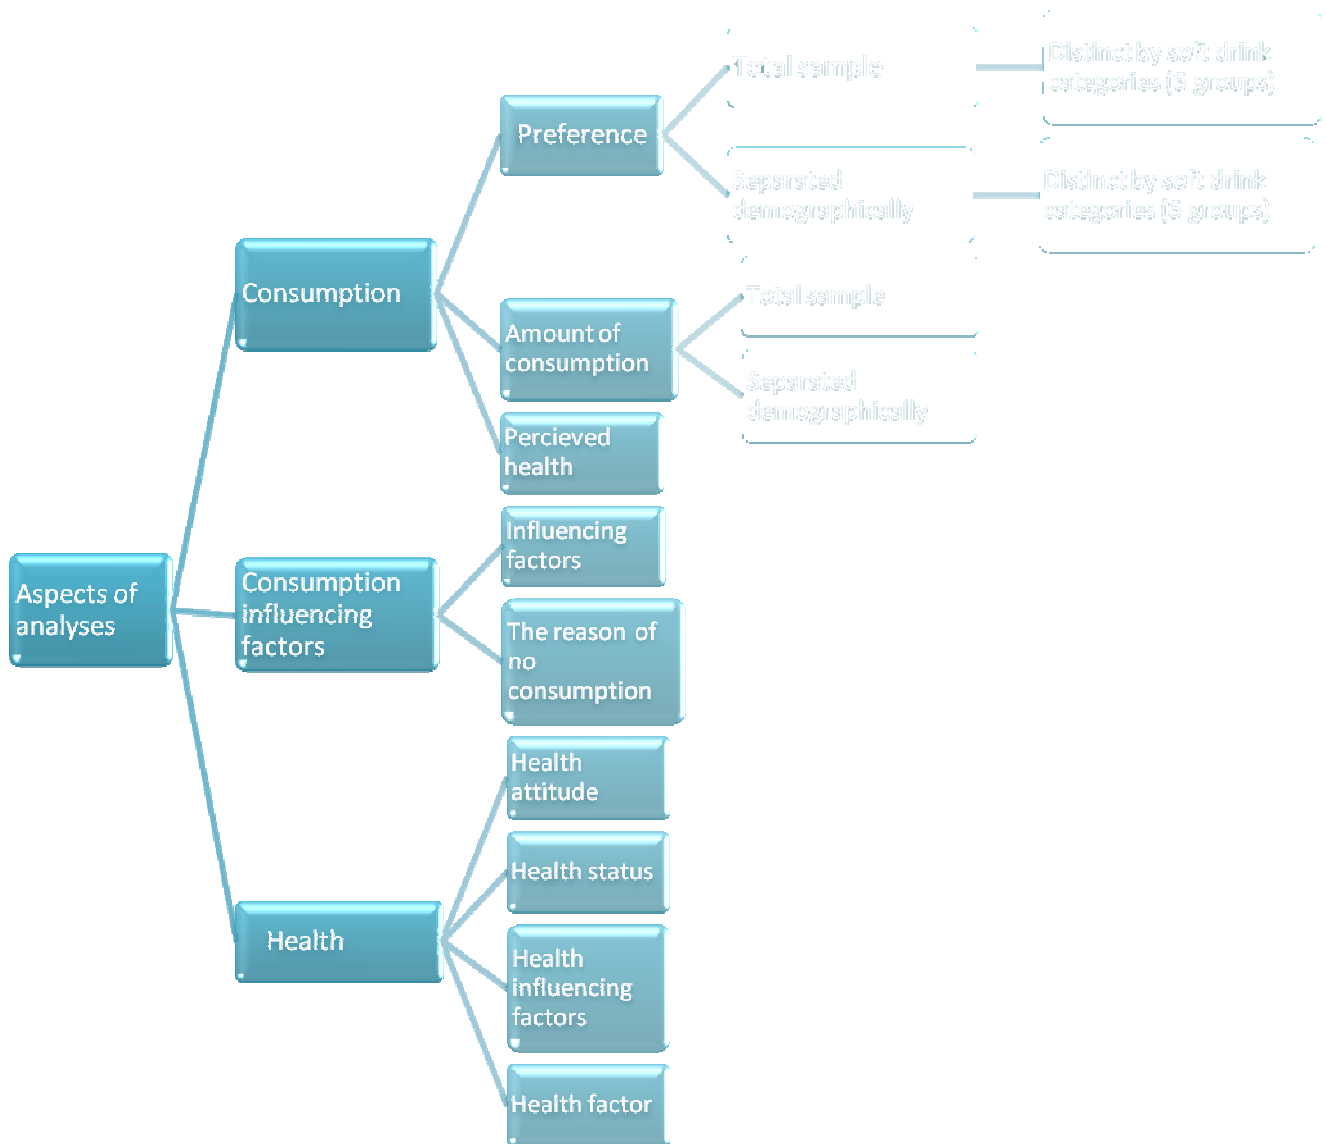 Aspects of
analyses
Consumption
Preference
Total sample
Distinct by soft drink
categories ( groups)
Separated
demographically
Distinct by soft drink
categories ( groups)
Amount of
consumption
Total sample
Separated
demographically
Percieved
health
Consumption
influencing
factors
Influencing
factors
The reason of
no
consumption
Health
Health
attitude
Health status
Health
influencing
factors
Health factor